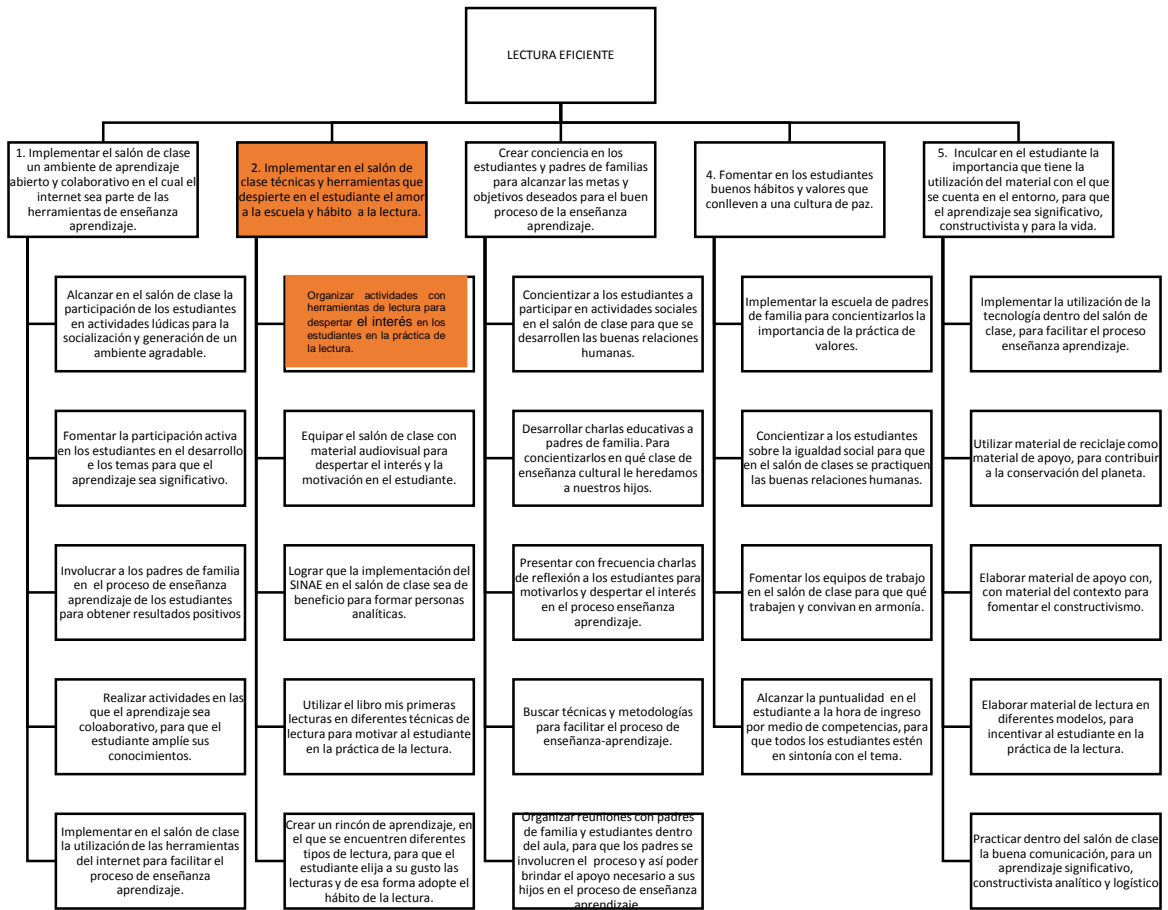 LECTURA EFICIENTE
1. Implementar el salón de clase
un ambiente de aprendizaje
abierto y colaborativo en el cual el
internet sea parte de las
herramientas de enseñanza
aprendizaje.
2. Implementar en el salón de
clase técnicas y herramientas que
despierte en el estudiante el amor
a la escuela y hábito a la lectura.
Crear conciencia en los
estudiantes y padres de familias
para alcanzar las metas y
objetivos deseados para el buen
proceso de la enseñanza
aprendizaje.
4. Fomentar en los estudiantes
buenos hábitos y valores que
conlleven a una cultura de paz.
5. Inculcar en el estudiante la
importancia que tiene la
utilización del material con el que
se cuenta en el entorno, para que
el aprendizaje sea significativo,
constructivista y para la vida.
Alcanzar en el salón de clase la
participación de los estudiantes
en actividades lúdicas para la
socialización y generación de un
ambiente agradable.
Organizar actividades con
herramientas de lectura para
despertar el interés en los
estudiantes en la práctica de
la lectura.
Concientizar a los estudiantes a
participar en actividades sociales
en el salón de clase para que se
desarrollen las buenas relaciones
humanas.
Implementar la escuela de padres
de familia para concientizarlos la
importancia de la práctica de
valores.
Implementar la utilización de la
tecnología dentro del salón de
clase, para facilitar el proceso
enseñanza aprendizaje.
Fomentar la participación activa
en los estudiantes en el desarrollo
e los temas para que el
aprendizaje sea significativo.
Equipar el salón de clase con
material audiovisual para
despertar el interés y la
motivación en el estudiante.
Desarrollar charlas educativas a
padres de familia. Para
concientizarlos en qué clase de
enseñanza cultural le heredamos
a nuestros hijos.
Concientizar a los estudiantes
sobre la igualdad social para que
en el salón de clases se practiquen
las buenas relaciones humanas.
Utilizar material de reciclaje como
material de apoyo, para contribuir
a la conservación del planeta.
Involucrar a los padres de familia
en el proceso de enseñanza
aprendizaje de los estudiantes
para obtener resultados positivos
Lograr que la implementación del
SINAE en el salón de clase sea de
beneficio para formar personas
analíticas.
Presentar con frecuencia charlas
de reflexión a los estudiantes para
motivarlos y despertar el interés
en el proceso enseñanza
aprendizaje.
Fomentar los equipos de trabajo
en el salón de clase para que qué
trabajen y convivan en armonía.
Elaborar material de apoyo con,
con material del contexto para
fomentar el constructivismo.
Realizar actividades en las
que el aprendizaje sea
coloaborativo, para que el
estudiante amplíe sus
conocimientos.
Utilizar el libro mis primeras
lecturas en diferentes técnicas de
lectura para motivar al estudiante
en la práctica de la lectura.
Buscar técnicas y metodologías
para facilitar el proceso de
enseñanza-aprendizaje.
Alcanzar la puntualidad en el
estudiante a la hora de ingreso
por medio de competencias, para
que todos los estudiantes estén
en sintonía con el tema.
Elaborar material de lectura en
diferentes modelos, para
incentivar al estudiante en la
práctica de la lectura.
Implementar en el salón de clase
la utilización de las herramientas
del internet para facilitar el
proceso de enseñanza
aprendizaje.
Crear un rincón de aprendizaje, en
el que se encuentren diferentes
tipos de lectura, para que el
estudiante elija a su gusto las
lecturas y de esa forma adopte el
hábito de la lectura.
Organizar reuniones con padres
de familia y estudiantes dentro
del aula, para que los padres se
involucren el proceso y así poder
brindar el apoyo necesario a sus
hijos en el proceso de enseñanza
aprendizaje.
Practicar dentro del salón de clase
la buena comunicación, para un
aprendizaje significativo,
constructivista analítico y logístico